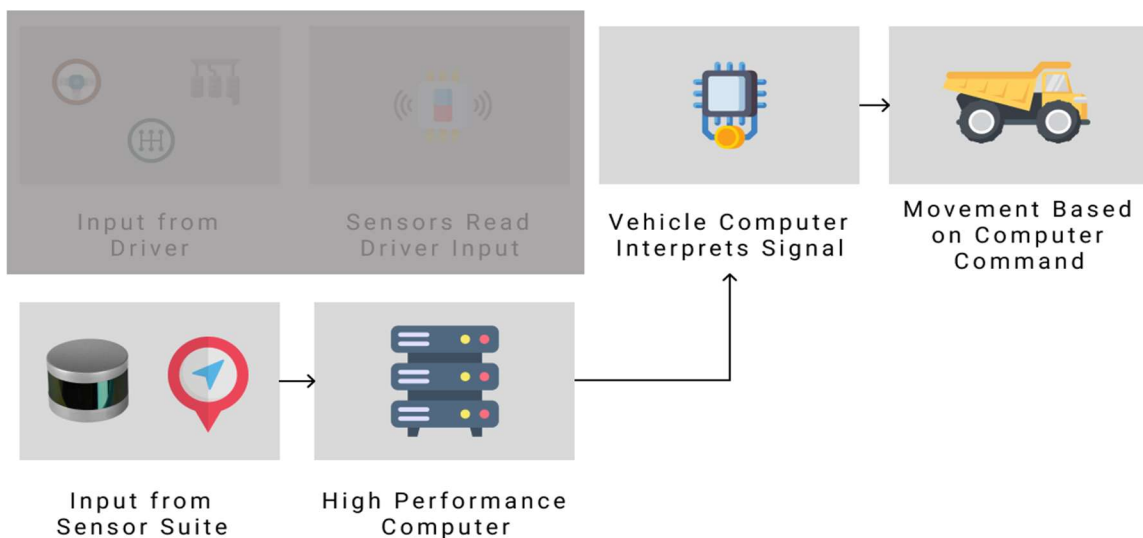 Input from
Driver
Sensors Read
Driver Input
Vehicle Computer
Interprets Signal
Movement Based
on Computer
Command
Input from
Sensor Suite
High Performance
Computer